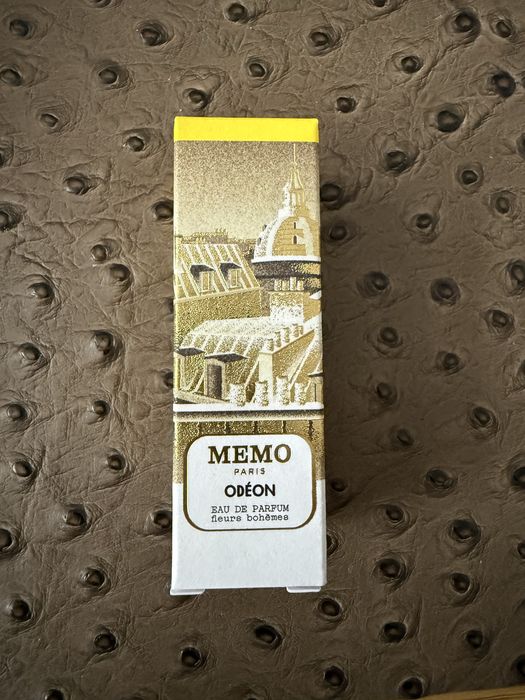 MEMO
PARIS
ODÉON
EAU DE PARFUM
fleurs bohèmes